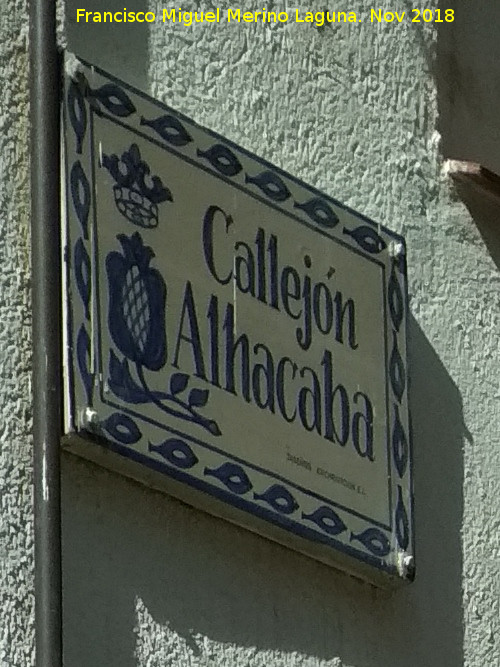 Francisco Miguel Merino Laguna. Nov 2018
Callejón
Alhacaba